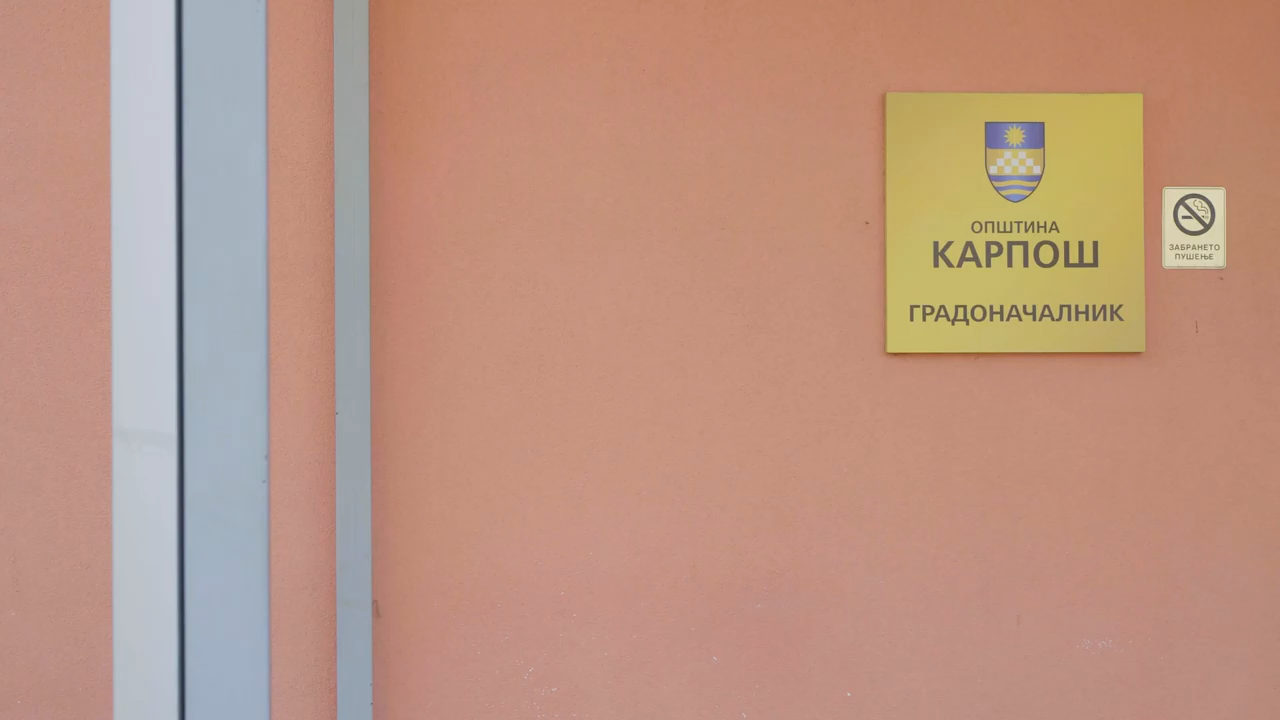 ОПШТИНА
КАРПОШ
ГРАДОНАЧАЛНИК
ЗАБРАНЕТО
ПУШЕЊЕ